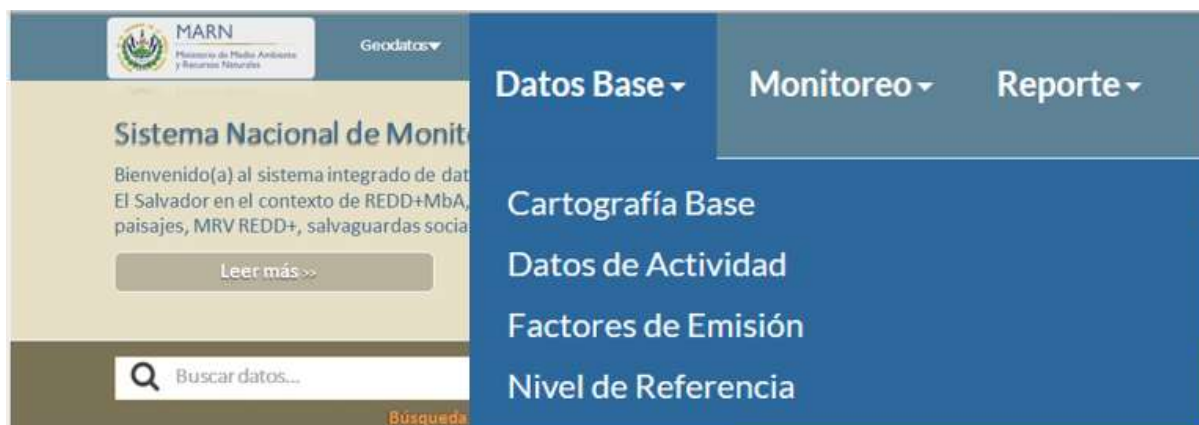 MARN
Ministerio de Medio Ambiente
y Recursos Naturales
Geodatos
Datos Base
Monitoreo
Reporte
Sistema Nacional de Monit
Bienvenido(a) al sistema integrado de dat
El Salvador en el contexto de REDD+MbA,
paisajes, MRV REDD+, salvaguardas socia
Leer más >>
Buscar datos...
Búsqueda
Cartografía Base
Datos de Actividad
Factores de Emisión
Nivel de Referencia